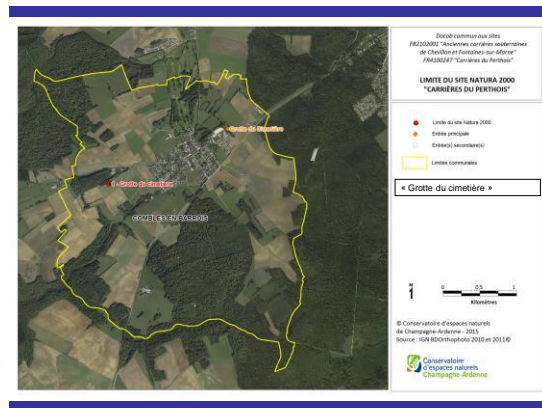 Docob commun aux sites
FR2102001 "Anciennes carrières souterraines
de Chevillon et Fontaines-sur-Marne"
FR4100247 "Carrières du Perthois"
LIMITE DU SITE NATURA 2000
"CARRIÈRES DU PERTHOIS"
Limite du site Natura 2000
Entrée principale
Entrée(s) secondaire(s)
Limites communales
« Grotte du cimetière »
Grotte du Cimetière
1 - Grotte du cimetière
COMBLES-EN-BARROIS
N
0 0,5 1
Kilomètres
© Conservatoire d'espaces naturels
de Champagne-Ardenne - 2015
Source : IGN BDOrthophoto 2010 et 2011©
Conservatoire
d'espaces naturels
Champagne-Ardenne